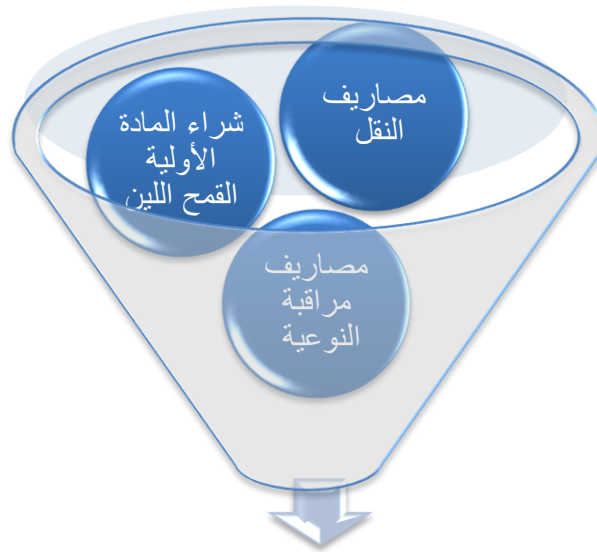 مصاريف
النقل
شراء المادة
الأولية
القمح اللين
مصاريف
مراقبة
النوعية